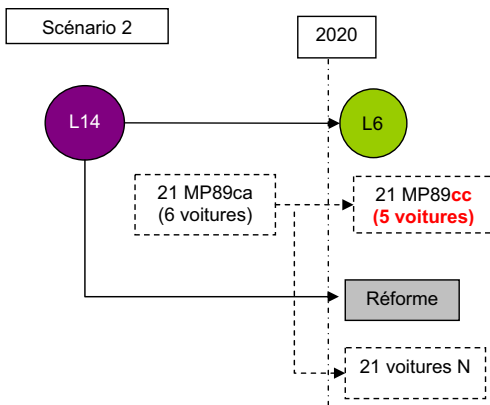 Scénario 2
2020
L14
L6
21 MP89ca
(6 voitures)
21 MP89cc
(5 voitures)
Réforme
21 voitures N